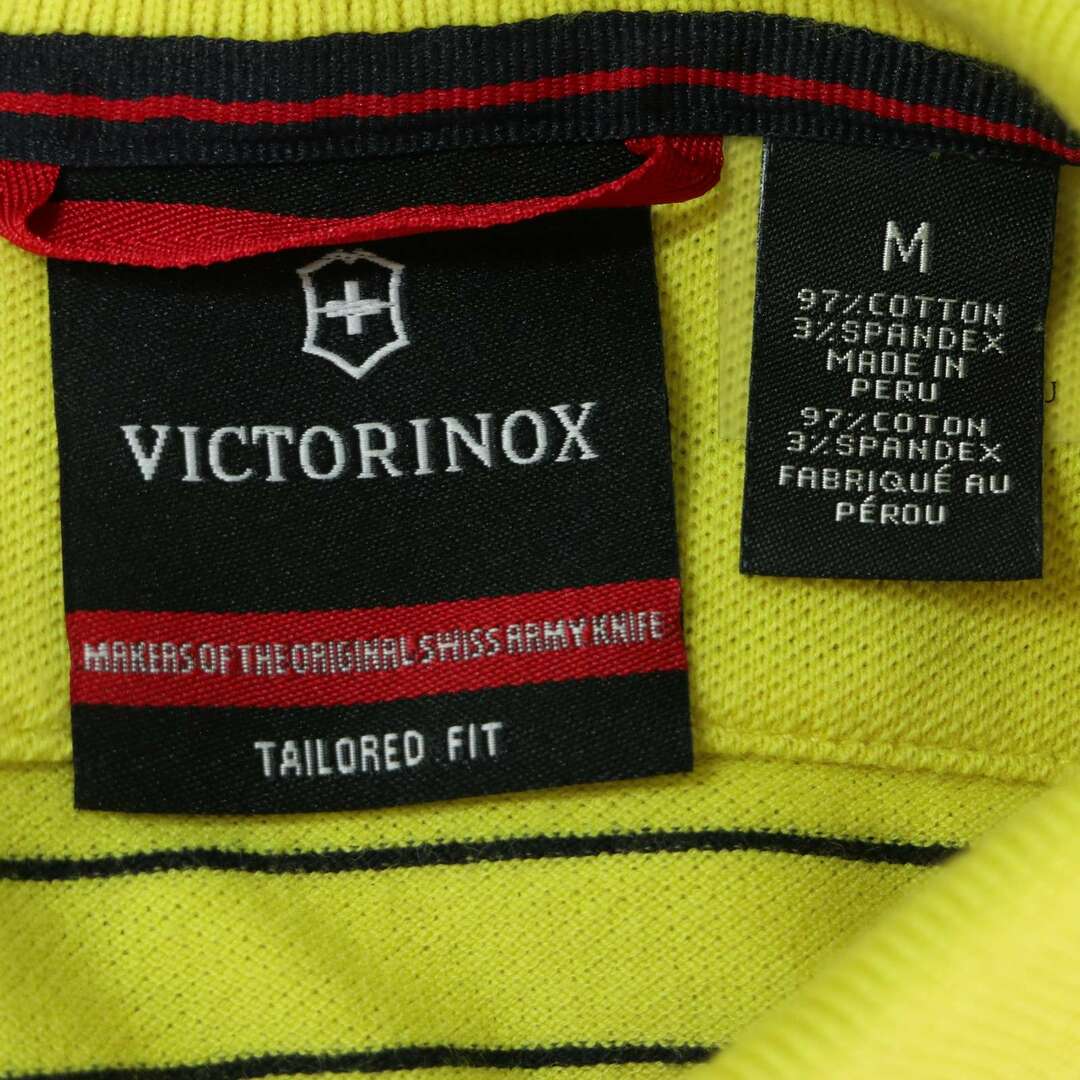 VICTORINOX
MAKERS OF THE ORIGINAL SWISS ARMY KNIFE
TAILORED FIT
M
97%COTTON
3%SPANDEX
MADE IN
PERU
97%COTON
3%SPANDEX
FABRIQUÉ AU
PÉROU